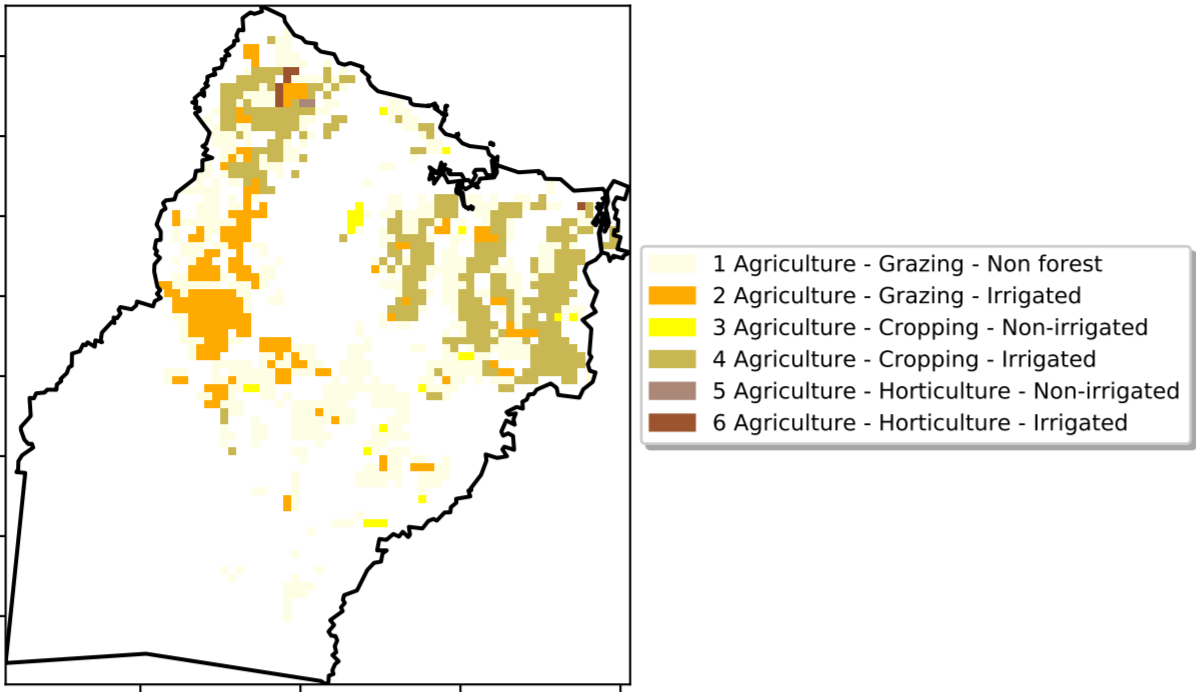 1 Agriculture - Grazing - Non forest
2 Agriculture - Grazing - Irrigated
3 Agriculture - Cropping - Non-irrigated
4 Agriculture - Cropping - Irrigated
5 Agriculture - Horticulture - Non-irrigated
6 Agriculture - Horticulture - Irrigated